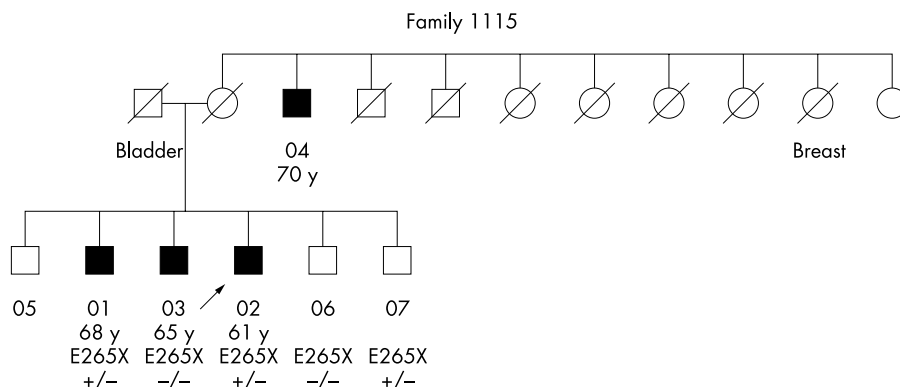 Family 1115
Bladder
04
Breast
70 y
05 01 03 02 06 07
68 y 65 y 61 y
E265X E265X E265X E265X E265X
+/– –/– +/– –/– +/–